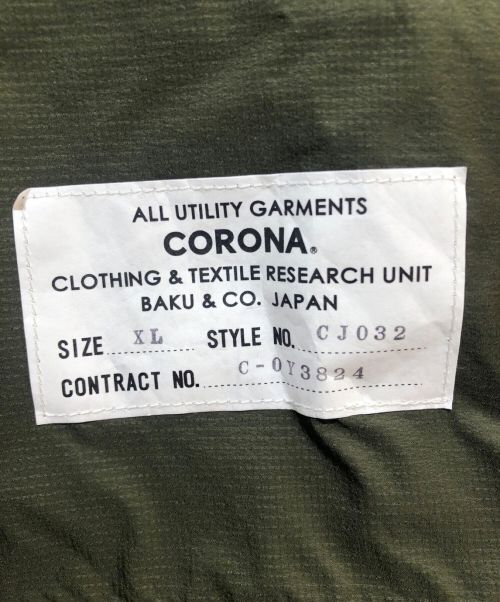 ALL UTILITY GARMENTS
CORONA®
CLOTHING & TEXTILE RESEARCH UNIT
BAKU & CO. JAPAN
SIZE XL STYLE NO. CJ032
CONTRACT NO. C-0Y3824